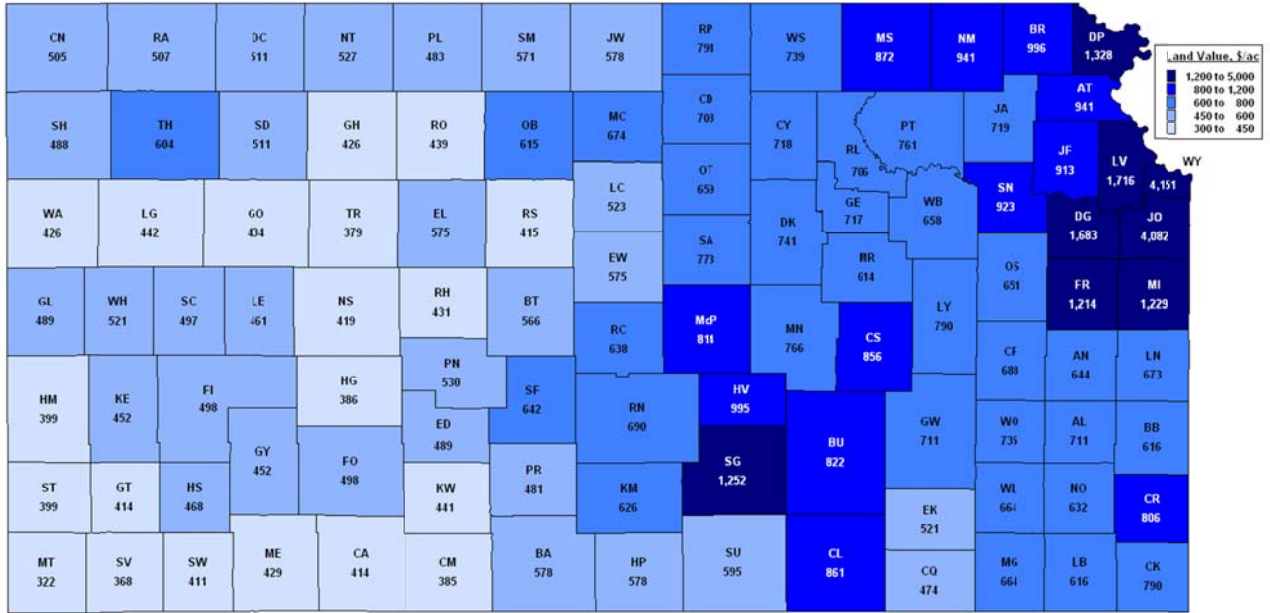 CN
505
RA
507
DC
511
NT
527
PL
483
SM
571
JW
578
RP
791
WS
739
MS
872
NM
941
BR
996
DP
1,328
Land Value, $/ac
1,200 to 5,000
800 to 1,200
600 to 800
450 to 600
300 to 450
SH
488
TH
604
SD
511
GH
426
RO
439
OB
615
MC
674
CD
CY
718
RL
706
PT
761
JA
719
AT
941
JF
913
LV
1,716
WY
4,151
WA
426
LG
442
GO
434
TR
379
EL
575
RS
415
LC
523
OT
DK
741
GE
717
WB
658
SN
923
DG
1,683
JO
4,082
EW
575
SA
773
MR
614
OS
651
FR
1,214
MI
1,229
GL
489
WH
521
SC
497
LE
461
NS
419
RH
431
BT
566
RC
638
McP
MN
766
CS
856
LY
790
CF
688
AN
644
LN
673
HM
399
KE
452
FI
498
HG
386
PN
530
SF
642
RN
690
HV
995
GY
452
FO
498
ED
489
BU
822
GW
711
WO
AL
711
BB
616
ST
399
GT
414
HS
468
KW
441
PR
481
KM
626
SG
1,252
EK
521
WL
664
NO
632
CR
806
MT
322
SV
368
SW
411
ME
429
CA
414
CM
385
BA
578
HP
578
SU
595
CL
861
CQ
474
MG
664
LB
616
CK
790